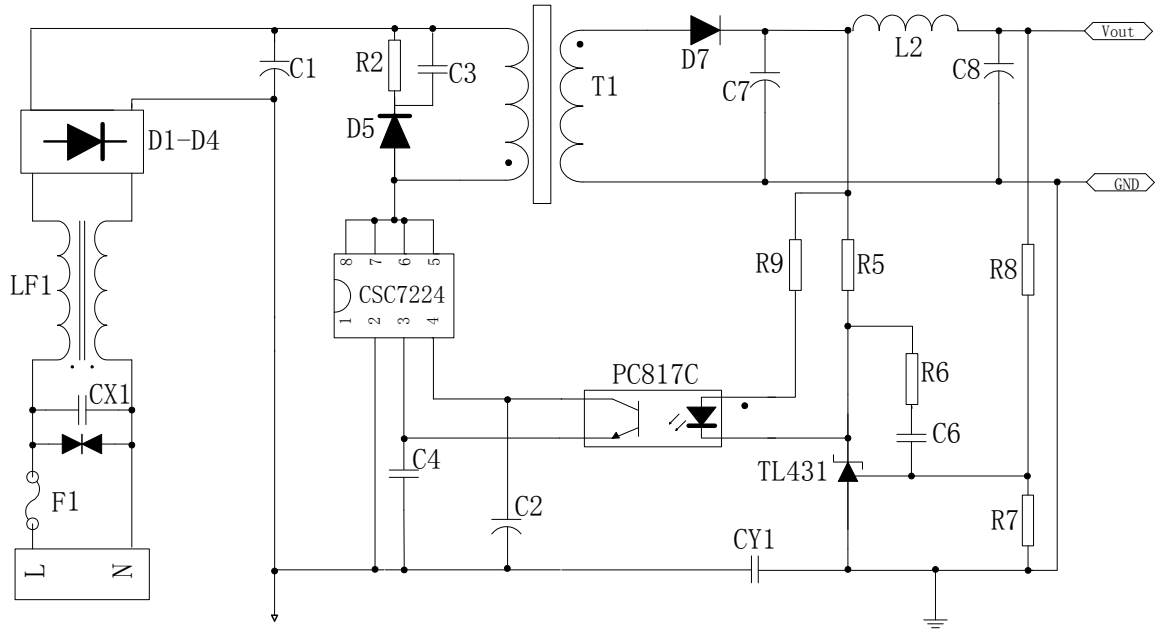 Vout
D7
L2
R2
C3
C1
T1
C7
C8
D5
D1-D4
GND
8 7 6 5
R9
R5
R8
LF1
CSC7224
1 2 3 4
PC817C
R6
CX1
C6
C4
TL431
F1
C2
R7
CY1
L
N